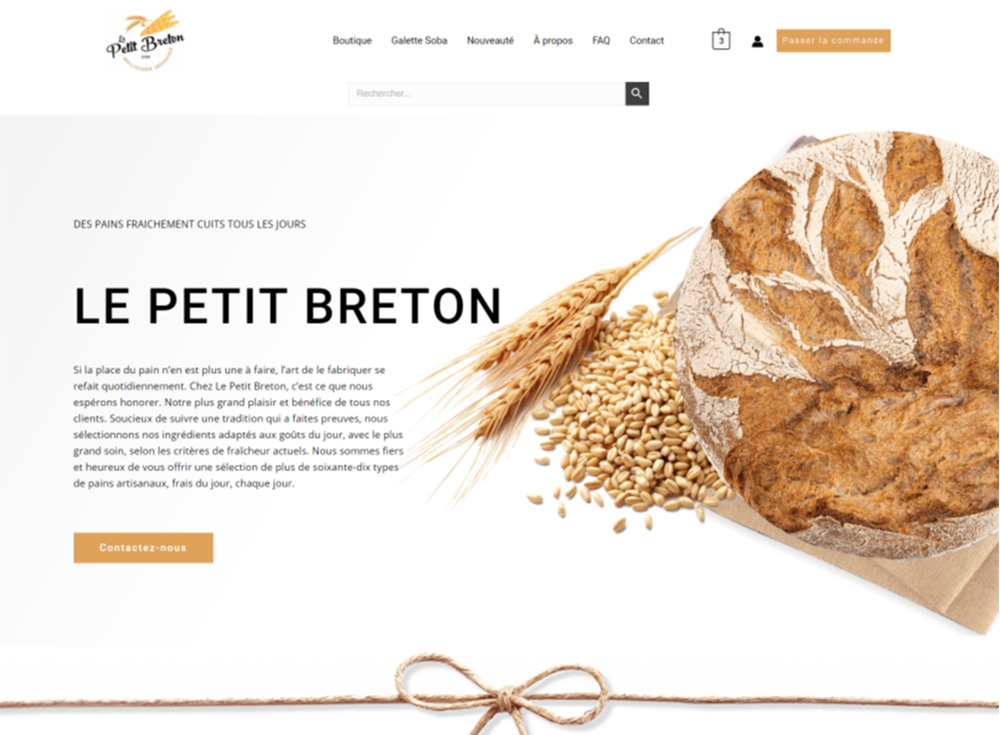 Le
Petit Breton
Boutique Galette Soba Nouveauté À propos FAQ Contact 3 Passer la commande
Rechercher...
DES PAINS FRAICHEMENT CUITS TOUS LES JOURS
LE PETIT BRETON
Si la place du pain n'en est plus une à faire, l'art de le fabriquer se
refait quotidiennement. Chez Le Petit Breton, c'est ce que nous
espérons honorer. Notre plus grand plaisir et bénéfice de tous nos
clients. Soucieux de suivre une tradition qui a faites preuves, nous
sélectionnons nos ingrédients adaptés aux goûts du jour, avec le plus
grand soin, selon les critères de fraîcheur actuels. Nous sommes fiers
et heureux de vous offrir une sélection de plus de soixante-dix types
de pains artisanaux, frais du jour, chaque jour.
Contactez-nous